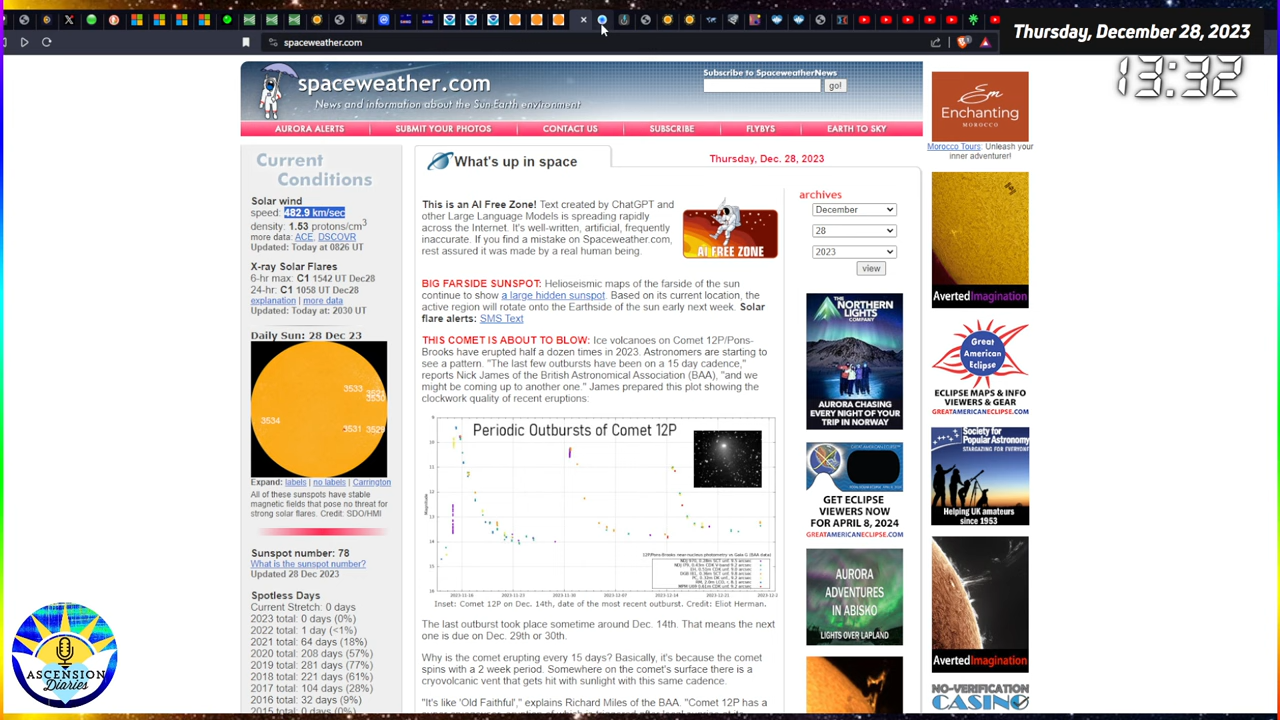 Thursday, December 28, 2023
13:32
spaceweather.com
spaceweather.com
News and information about the Sun-Earth environment
Subscribe to SpaceweatherNews
go!
AURORA ALERTS
SUBMIT YOUR PHOTOS
CONTACT US
SUBSCRIBE
FLYBYS
EARTH TO SKY
Current
Conditions
Solar wind
speed: 482.9 km/sec
density: 1.53 protons/cm3
more data: ACE, DSCOVR
Updated: Today at 0826 UT
X-ray Solar Flares
6-hr max: C1 1542 UT Dec28
24-hr: C1 1058 UT Dec28
explanation | more data
Updated: Today at: 2030 UT
Daily Sun: 28 Dec 23
3533
3530
3534
3531
Expand: labels | no labels | Carrington
All of these sunspots have stable
magnetic fields that pose no threat for
strong solar flares. Credit: SDO/HMI
Sunspot number: 78
What is the sunspot number?
Updated 28 Dec 2023
Spotless Days
Current Stretch: 0 days
2023 total: 0 days (0%)
2022 total: 1 day (<1%)
2021 total: 64 days (18%)
2020 total: 208 days (57%)
2019 total: 281 days (77%)
2018 total: 221 days (61%)
2017 total: 104 days (28%)
2016 total: 32 days (9%)
2015 total: 0 days (0%)
What's up in space
Thursday, Dec. 28, 2023
This is an AI Free Zone! Text created by ChatGPT and
other Large Language Models is spreading rapidly
across the Internet. It's well-written, artificial, frequently
inaccurate. If you find a mistake on Spaceweather.com,
rest assured it was made by a real human being.
AI FREE ZONE
BIG FARSIDE SUNSPOT: Helioseismic maps of the farside of the sun
continue to show a large hidden sunspot. Based on its current location, the
active region will rotate onto the Earthside of the sun early next week. Solar
flare alerts: SMS Text
THIS COMET IS ABOUT TO BLOW: Ice volcanoes on Comet 12P/Pons-
Brooks have erupted half a dozen times in 2023. Astronomers are starting to
see a pattern. "The last few outbursts have been on a 15 day cadence,"
reports Nick James of the British Astronomical Association (BAA), "and we
might be coming up to another one." James prepared this plot showing the
clockwork quality of recent eruptions:
Periodic Outbursts of Comet 12P
Magnitude
12P/Pons-Brooks near-nucleus photometry vs Gaia G (BAA data)
Inset: Comet 12P on Dec. 14th, date of the most recent outburst. Credit: Eliot Herman.
The last outburst took place sometime around Dec. 14th. That means the next
one is due on Dec. 29th or 30th.
Why is the comet erupting every 15 days? Basically, it's because the comet
spins with a 2 week period. Somewhere on the comet's surface there is a
cryovolcanic vent that gets hit with sunlight with this same cadence.
"It's like 'Old Faithful'," explains Richard Miles of the BAA. "Comet 12P has a
archives
December
28
2023
view
THE
NORTHERN
LIGHTS
COMPANY
AURORA CHASING
EVERY NIGHT OF YOUR
TRIP IN NORWAY
GET ECLIPSE
VIEWERS NOW
FOR APRIL 8, 2024
GREATAMERICANECLIPSE.COM
AURORA
ADVENTURES
IN ABISKO
LIGHTS OVER LAPLAND
Em
Enchanting
MOROCCO
Morocco Tours: Unleash your
inner adventurer!
AvertedImagination
Great
American
Eclipse
ECLIPSE MAPS & INFO
VIEWERS & GEAR
GREATAMERICANECLIPSE.COM
Society for
Popular Astronomy
STARGAZING FOR EVERYONE
Helping UK amateurs
since 1953
AvertedImagination
NO-VERIFICATION
CASINO
ASCENSION
Diaries